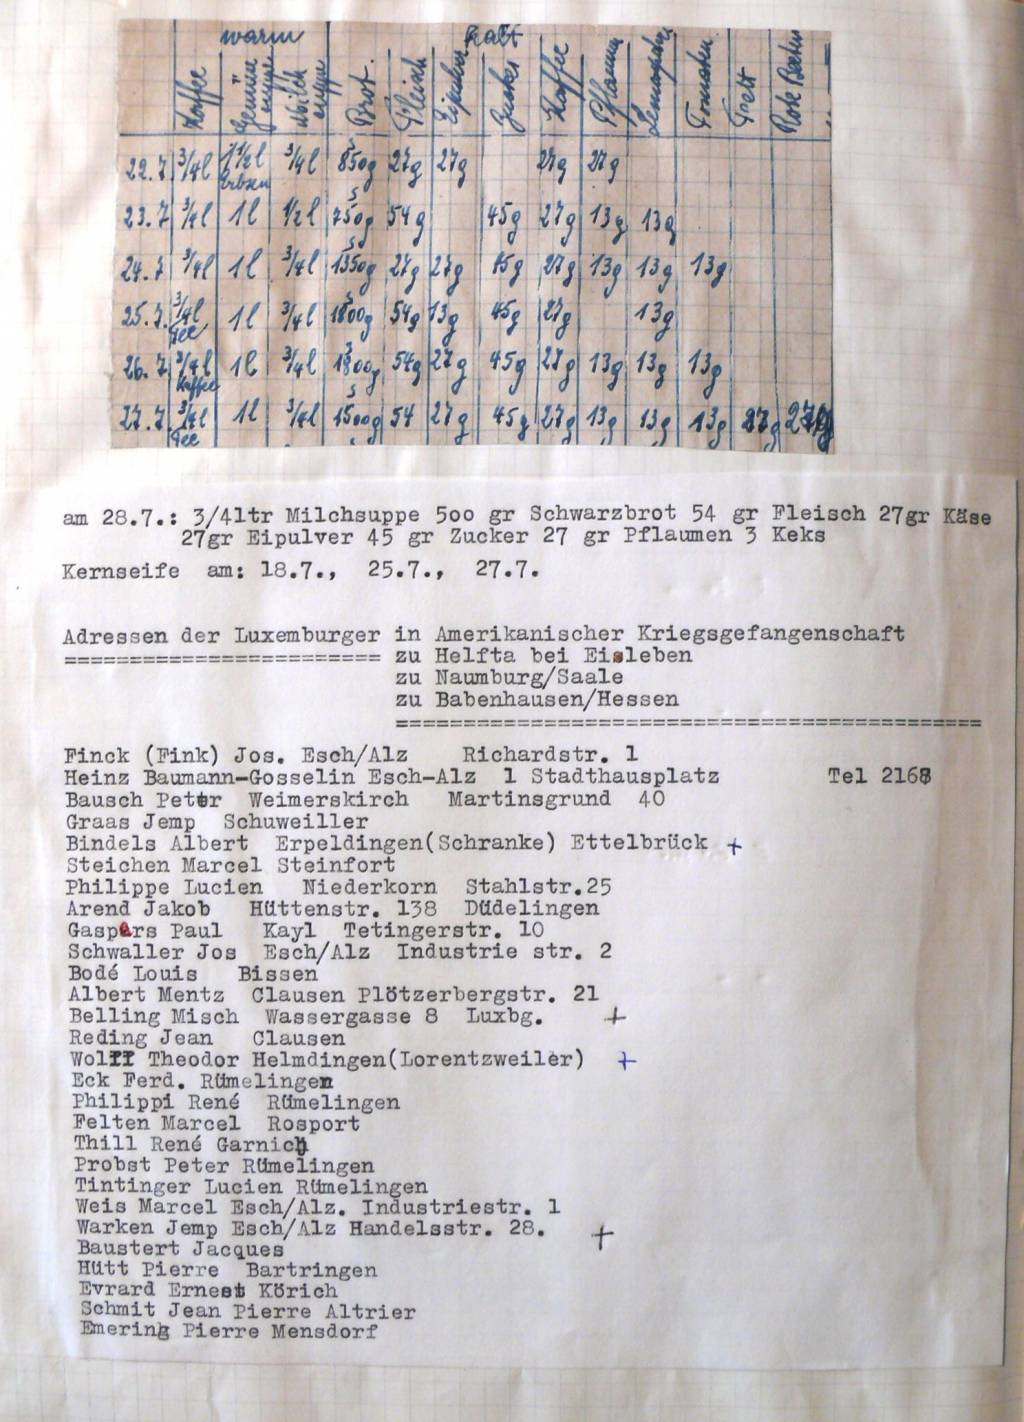 warm kalt
Kaffee Gemüse suppe Milch suppe Brot. Fleisch Eipulver Zucker Kaffee Pflaumen Tomaten Fett Rote Beeten
22.7 3/4l 1 1/2l 3/4l 850g 27g 27g 27g 27g
Erbsen
23.7 3/4l 1l 1/2l 750g 54g 45g 27g 13g 13g
24.7 3/4l 1l 3/4l 1350g 27g 27g 45g 27g 13g 13g 13g
25.7. 3/4l 1l 3/4l 1800g 54g 13g 45g 27g 13g
Tee
26.7 3/4l 1l 3/4l 1800g 54g 27g 45g 27g 13g 13g 13g
Kaffee
27.7. 3/4l 1l 3/4l 1500g 54 27g 45g 27g 13g 13g 13g 27g 27g
Tee
am 28.7.: 3/4ltr Milchsuppe 5oo gr Schwarzbrot 54 gr Fleisch 27gr Käse
27gr Eipulver 45 gr Zucker 27 gr Pflaumen 3 Keks
Kernseife am: 18.7., 25.7., 27.7.
Adressen der Luxemburger in Amerikanischer Kriegsgefangenschaft
======================== zu Helfta bei Eisleben
zu Naumburg/Saale
zu Babenhausen/Hessen
============================================
Finck (Fink) Jos. Esch/Alz Richardstr. 1
Heinz Baumann-Gosselin Esch-Alz 1 Stadthausplatz Tel 2168
Bausch Peter Weimerskirch Martinsgrund 40
Graas Jemp Schuweiller
Bindels Albert Erpeldingen(Schranke) Ettelbrück +
Steichen Marcel Steinfort
Philippe Lucien Niederkorn Stahlstr.25
Arend Jakob Hüttenstr. 138 Düdelingen
Gaspers Paul Kayl Tetingerstr. 10
Schwaller Jos Esch/Alz Industrie str. 2
Bodé Louis Bissen
Albert Mentz Clausen Plötzerbergstr. 21
Belling Misch Wassergasse 8 Luxbg. +
Reding Jean Clausen
Wolff Theodor Helmdingen(Lorentzweiler) +
Eck Ferd. Rümelingen
Philippi René Rümelingen
Felten Marcel Rosport
Thill René Garnich
Probst Peter Rümelingen
Tintinger Lucien Rümelingen
Weis Marcel Esch/Alz. Industriestr. 1
Warken Jemp Esch/Alz Handelsstr. 28. +
Baustert Jacques
Hütt Pierre Bartringen
Evrard Ernest Körich
Schmit Jean Pierre Altrier
Emering Pierre Mensdorf